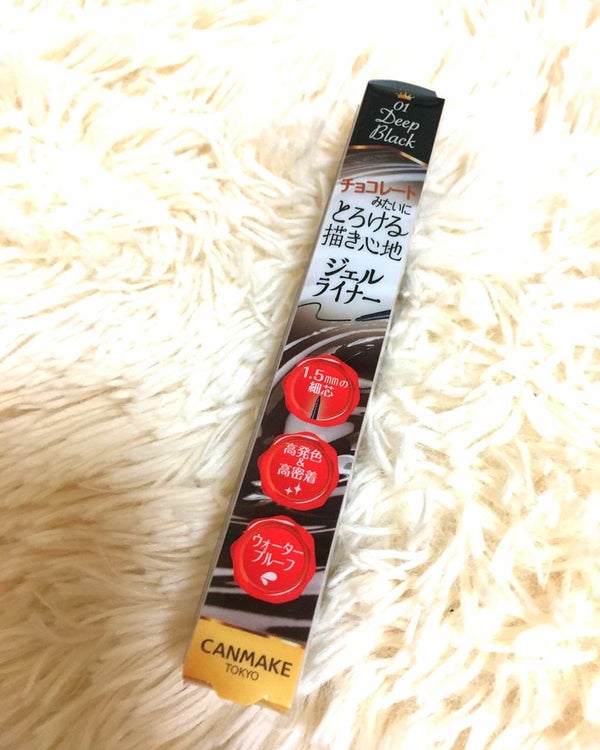 01
Deep
Black
チョコレート
みたいに
とろける
描き心地
ジェル
ライナー
1.5mmの
細芯
高発色
&
高密着
ウォーター
プルーフ
CANMAKE
TOKYO